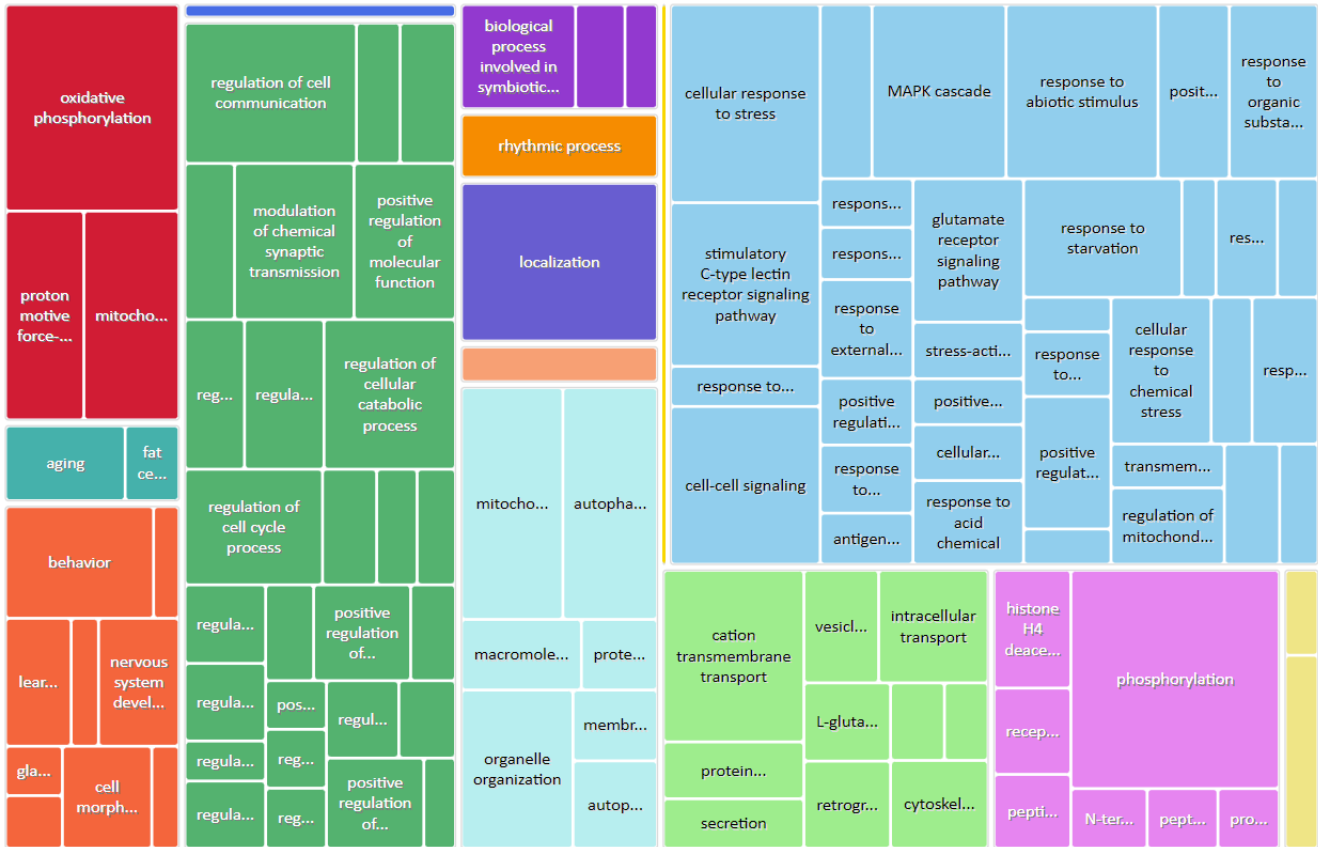 oxidative
phosphorylation
proton
motive
force-...
mitocho...
aging
fat
ce...
behavior
lear...
nervous
system
devel...
gla...
cell
morph...
regulation of cell
communication
modulation
of chemical
synaptic
transmission
positive
regulation
of
molecular
function
reg...
regula...
regulation of
cellular
catabolic
process
regulation of
cell cycle
process
regula...
positive
regulation
of...
regula...
pos...
regul...
regula...
reg...
regula...
reg...
positive
regulation
of...
biological
process
involved in
symbiotic...
rhythmic process
localization
mitocho...
autopha...
macromole...
prote...
organelle
organization
membr...
autop...
cellular response
to stress
MAPK cascade
response to
abiotic stimulus
posit...
response
to
organic
substa...
stimulatory
C-type lectin
receptor signaling
pathway
respons...
respons...
glutamate
receptor
signaling
pathway
response to
starvation
res...
response
to
external...
stress-acti...
response
to...
cellular
response
to
chemical
stress
resp...
response to...
positive
regulati...
positive...
cell-cell signaling
response
to...
cellular...
positive
regulat...
transmem...
antigen...
response to
acid
chemical
regulation of
mitochond...
cation
transmembrane
transport
vesicl...
intracellular
transport
L-gluta...
protein...
secretion
retrogr...
cytoskel...
histone
H4
deace...
phosphorylation
recep...
pepti...
N-ter...
pept...
pro...